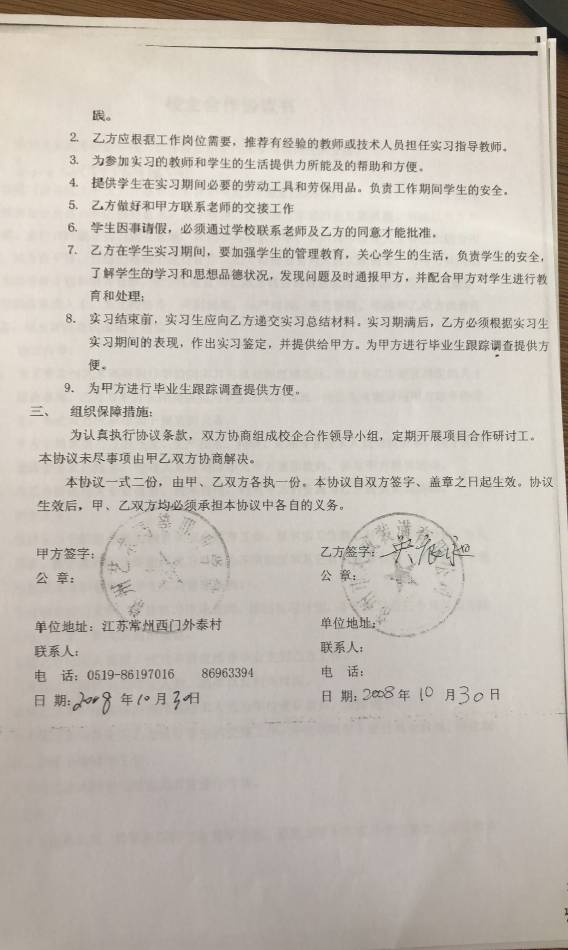 践。
2. 乙方应根据工作岗位需要，推荐有经验的教师或技术人员担任实习指导教师。
3. 为参加实习的教师和学生的生活提供力所能及的帮助和方便。
4. 提供学生在实习期间必要的劳动工具和劳保用品。负责工作期间学生的安全。
5. 乙方做好和甲方联系老师的交接工作
6. 学生因事请假，必须通过学校联系老师及乙方的同意才能批准。
7. 乙方在学生实习期间，要加强学生的管理教育，关心学生的生活，负责学生的安全，
了解学生的学习和思想品德状况，发现问题及时通报甲方，并配合甲方对学生进行教
育和处理；
8. 实习结束前，实习生应向乙方递交实习总结材料。实习期满后，乙方必须根据实习生
实习期间的表现，作出实习鉴定，并提供给甲方。为甲方进行毕业生跟踪调查提供方
便。
9. 为甲方进行毕业生跟踪调查提供方便。
三、 组织保障措施：
为认真执行协议条款，双方协商组成校企合作领导小组，定期开展项目合作研讨工。
本协议未尽事项由甲乙双方协商解决。
本协议一式二份，由甲、乙双方各执一份。本协议自双方签字、盖章之日起生效。协议
生效后，甲、乙双方均必须承担本协议中各自的义务。
甲方签字： 乙方签字：
公 章： 公 章：
单位地址：江苏常州西门外泰村 单位地址：
联系人： 联系人：
电 话：0519-86197016 86963394 电 话：
日 期：2008 年 10 月 30 日 日 期：2008 年 10 月 30 日